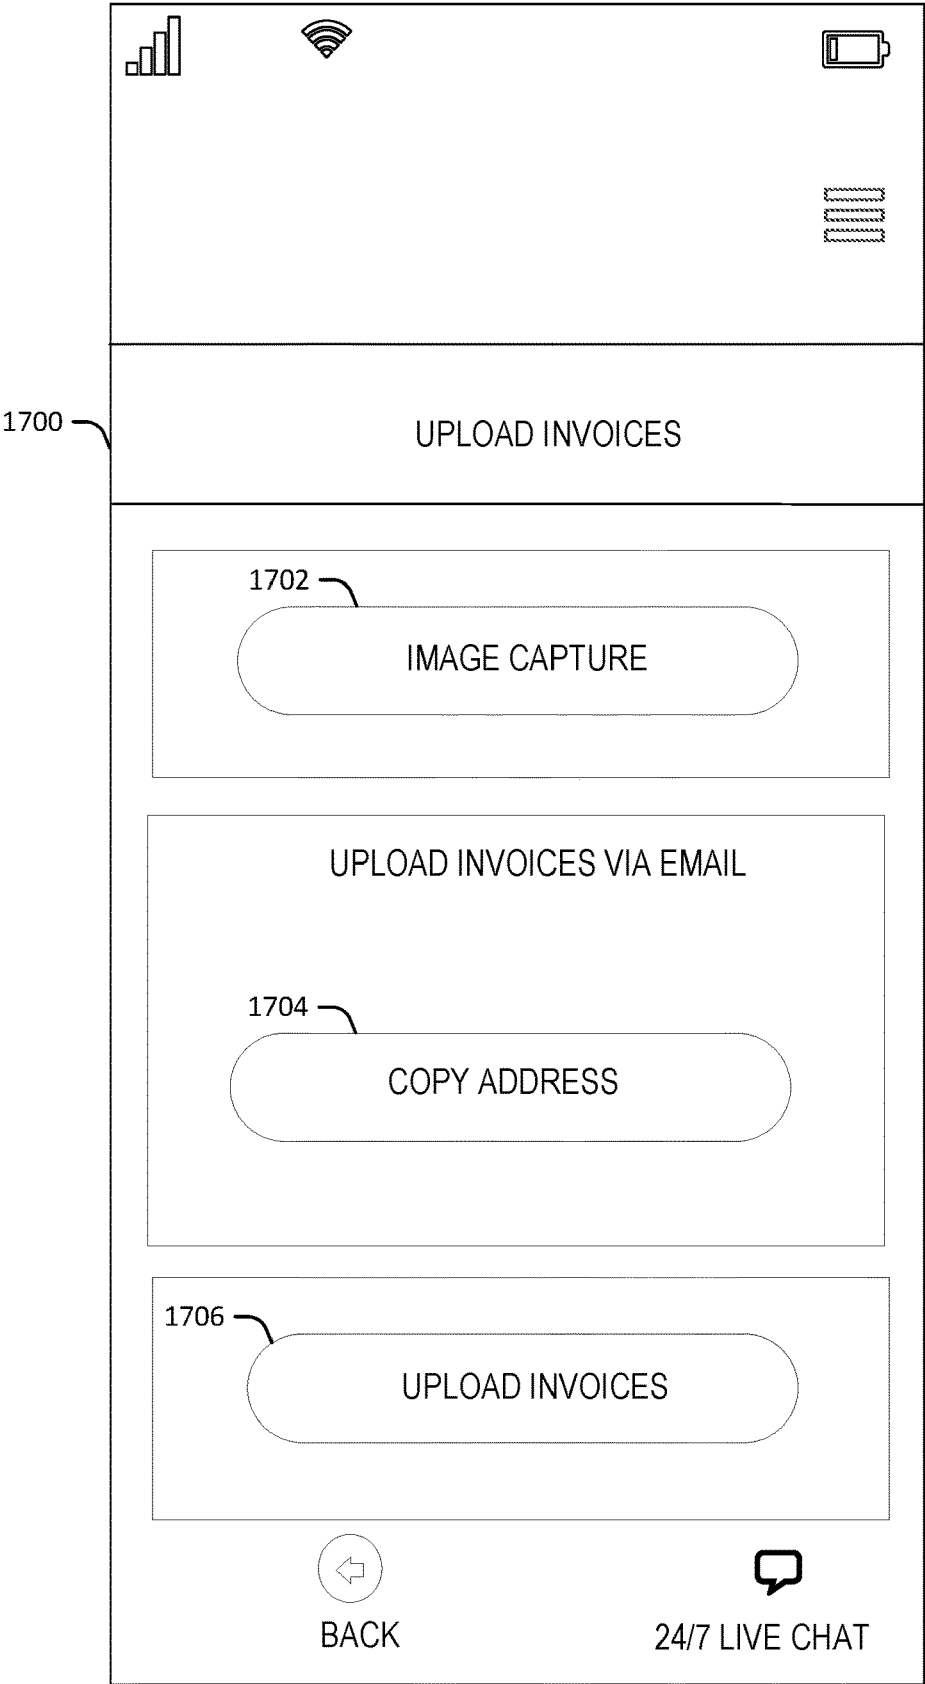 1700
UPLOAD INVOICES
1702
IMAGE CAPTURE
UPLOAD INVOICES VIA EMAIL
1704
COPY ADDRESS
1706
UPLOAD INVOICES
BACK
24/7 LIVE CHAT